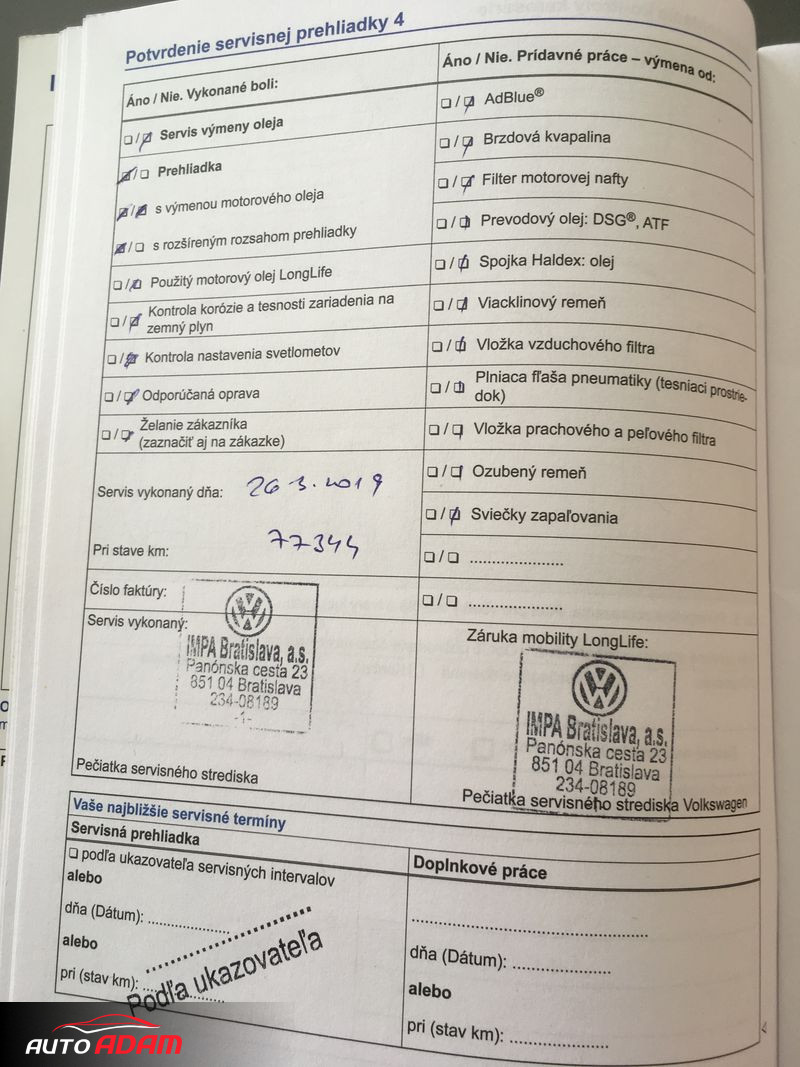 Potvrdenie servisnej prehliadky 4
Áno / Nie. Vykonané boli:
❏ / ❏ Servis výmeny oleja
❏ / ❏ Prehliadka
❏ / ❏ s výmenou motorového oleja
❏ / ❏ s rozšíreným rozsahom prehliadky
❏ / ❏ Použitý motorový olej LongLife
❏ / ❏ Kontrola korózie a tesnosti zariadenia na
zemný plyn
❏ / ❏ Kontrola nastavenia svetlometov
❏ / ❏ Odporúčaná oprava
❏ / ❏ Želanie zákazníka
(zaznačiť aj na zákazke)
Servis vykonaný dňa: 26 3. 2019
Pri stave km: 77344
Číslo faktúry:
Servis vykonaný:
IMPA Bratislava, a.s.
Panónska cesta 23
851 04 Bratislava
234-08189
-1-
Pečiatka servisného strediska
Áno / Nie. Prídavné práce – výmena od:
❏ / ❏ AdBlue®
❏ / ❏ Brzdová kvapalina
❏ / ❏ Filter motorovej nafty
❏ / ❏ Prevodový olej: DSG®, ATF
❏ / ❏ Spojka Haldex: olej
❏ / ❏ Viacklinový remeň
❏ / ❏ Vložka vzduchového filtra
❏ / ❏ Plniaca fľaša pneumatiky (tesniaci prostrie-
dok)
❏ / ❏ Vložka prachového a peľového filtra
❏ / ❏ Ozubený remeň
❏ / ❏ Sviečky zapaľovania
❏ / ❏ ......................
❏ / ❏ ......................
Záruka mobility LongLife:
IMPA Bratislava, a.s.
Panónska cesta 23
851 04 Bratislava
234-08189
Pečiatka servisného strediska Volkswagen
Vaše najbližšie servisné termíny
Servisná prehliadka
❏ podľa ukazovateľa servisných intervalov
alebo
dňa (Dátum): ....................
alebo
pri (stav km): ....................
Podľa ukazovateľa
Doplnkové práce
..................................................
dňa (Dátum): ......................
alebo
pri (stav km): ......................
4
AUTO ADAM